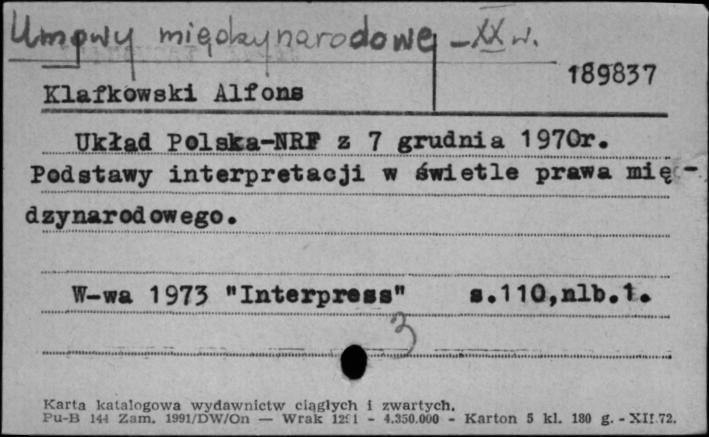 Umowy międzynarodowe - XX w.
189837
Klafkowski Alfons
Układ Polska-NRF z 7 grudnia 1970r.
Podstawy interpretacji w świetle prawa mię-
dzynarodowego.
W-wa 1973 "Interpress" s.110,nlb.1.
3
Karta katalogowa wydawnictw ciągłych i zwartych.
Pu-B 144 Zam. 1991/DW/On — Wrak - 4.350.000 - Karton 5 kl. 180 g. - XII.72.